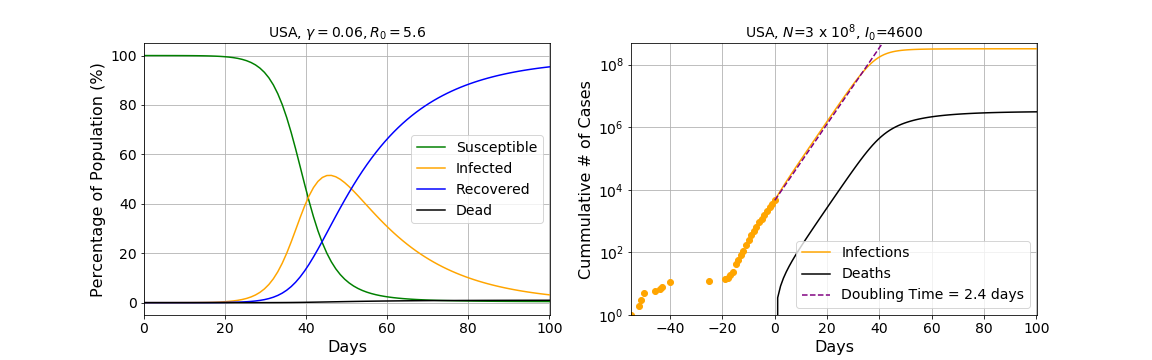 USA, γ = 0.06, R₀ = 5.6
Percentage of Population (%)
100
80
60
40
20
0
0 20 40 60 80 100
Days
Susceptible
Infected
Recovered
Dead
USA, N=3 x 10⁸, I₀=4600
Cummulative # of Cases
10⁸
10⁶
10⁴
10²
10⁰
−40 −20 0 20 40 60 80 100
Days
Infections
Deaths
Doubling Time = 2.4 days